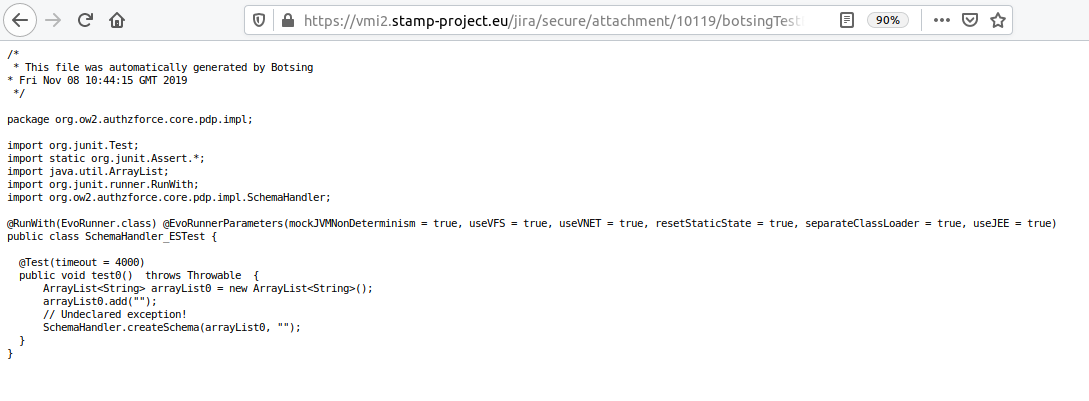 https://vmi2.stamp-project.eu/jira/secure/attachment/10119/botsingTest
90%
/*
 * This file was automatically generated by Botsing
* Fri Nov 08 10:44:15 GMT 2019
 */
package org.ow2.authzforce.core.pdp.impl;
import org.junit.Test;
import static org.junit.Assert.*;
import java.util.ArrayList;
import org.junit.runner.RunWith;
import org.ow2.authzforce.core.pdp.impl.SchemaHandler;
@RunWith(EvoRunner.class) @EvoRunnerParameters(mockJVMNonDeterminism = true, useVFS = true, useVNET = true, resetStaticState = true, separateClassLoader = true, useJEE = true)
public class SchemaHandler_ESTest {
  @Test(timeout = 4000)
  public void test0()  throws Throwable  {
      ArrayList<String> arrayList0 = new ArrayList<String>();
      arrayList0.add("");
      // Undeclared exception!
      SchemaHandler.createSchema(arrayList0, "");
  }
}